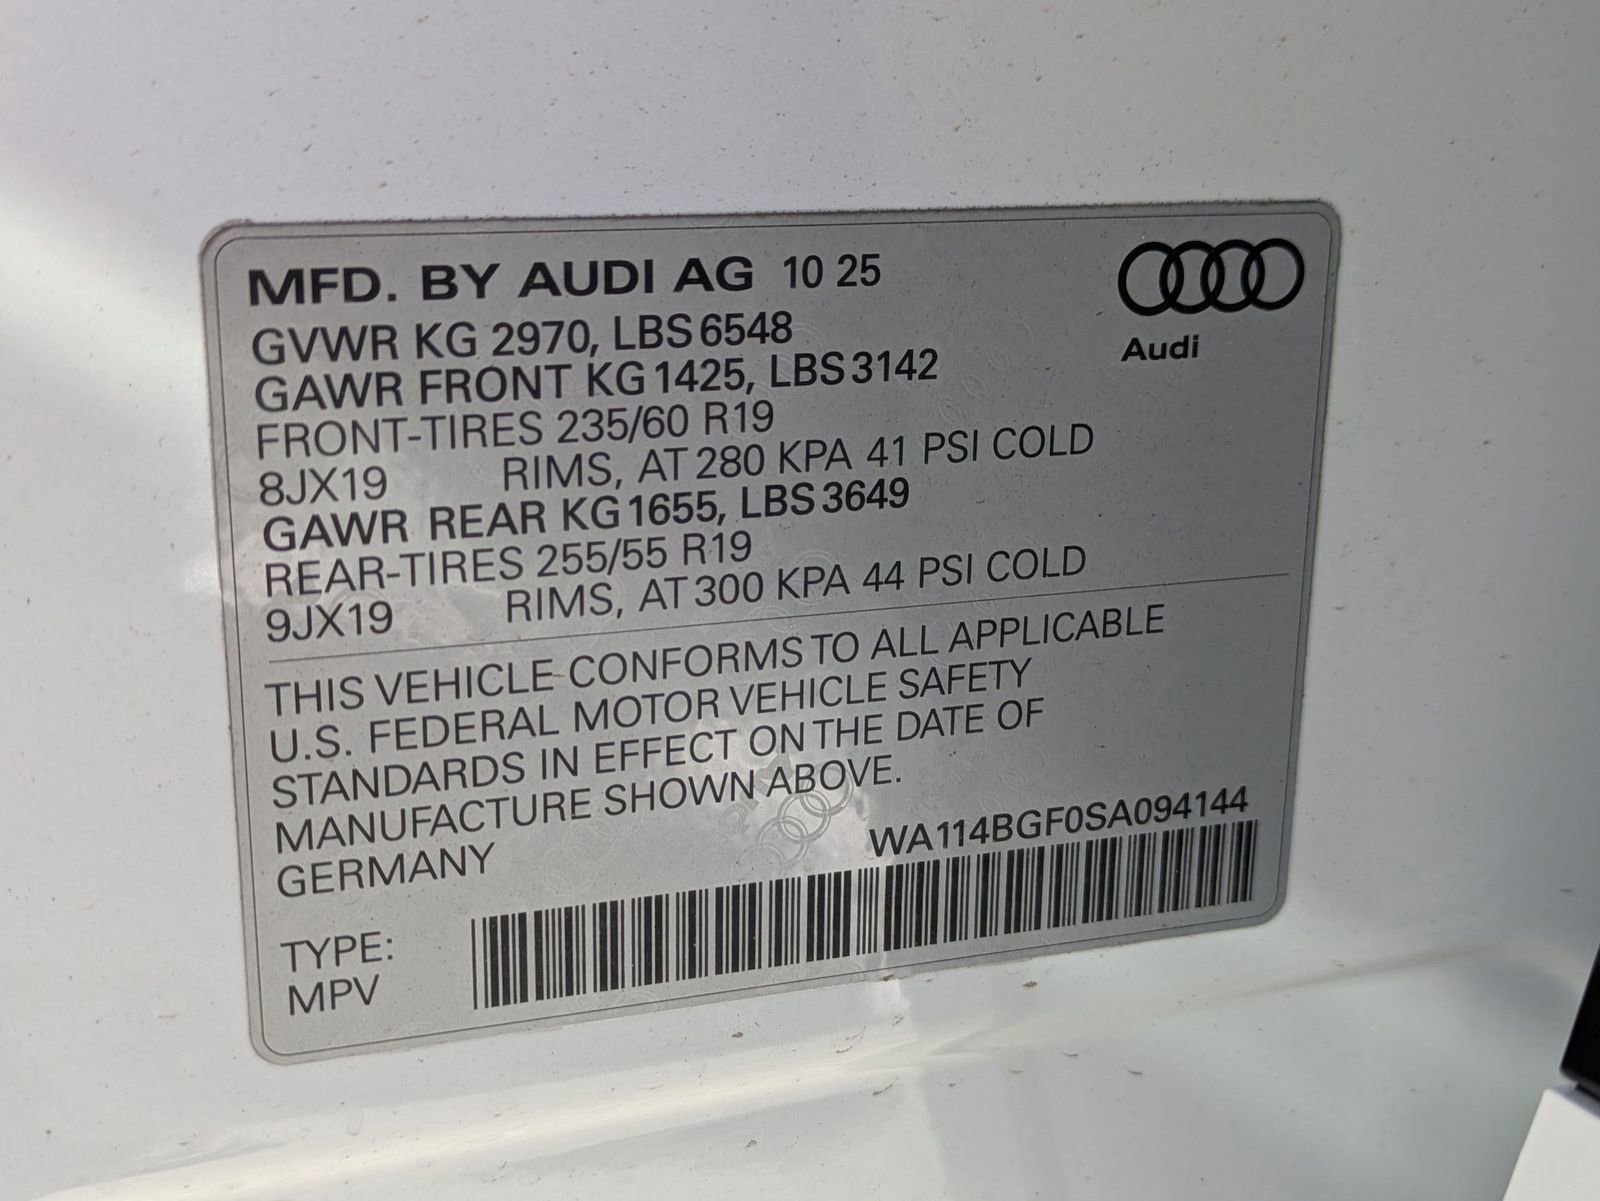 MFD. BY AUDI AG 10 25
Audi
GVWR KG 2970, LBS 6548
GAWR FRONT KG 1425, LBS 3142
FRONT-TIRES 235/60 R19
8JX19 RIMS, AT 280 KPA 41 PSI COLD
GAWR REAR KG 1655, LBS 3649
REAR-TIRES 255/55 R19
9JX19 RIMS, AT 300 KPA 44 PSI COLD
THIS VEHICLE CONFORMS TO ALL APPLICABLE
U.S. FEDERAL MOTOR VEHICLE SAFETY
STANDARDS IN EFFECT ON THE DATE OF
MANUFACTURE SHOWN ABOVE.
GERMANY
WA114BGF0SA094144
TYPE:
MPV